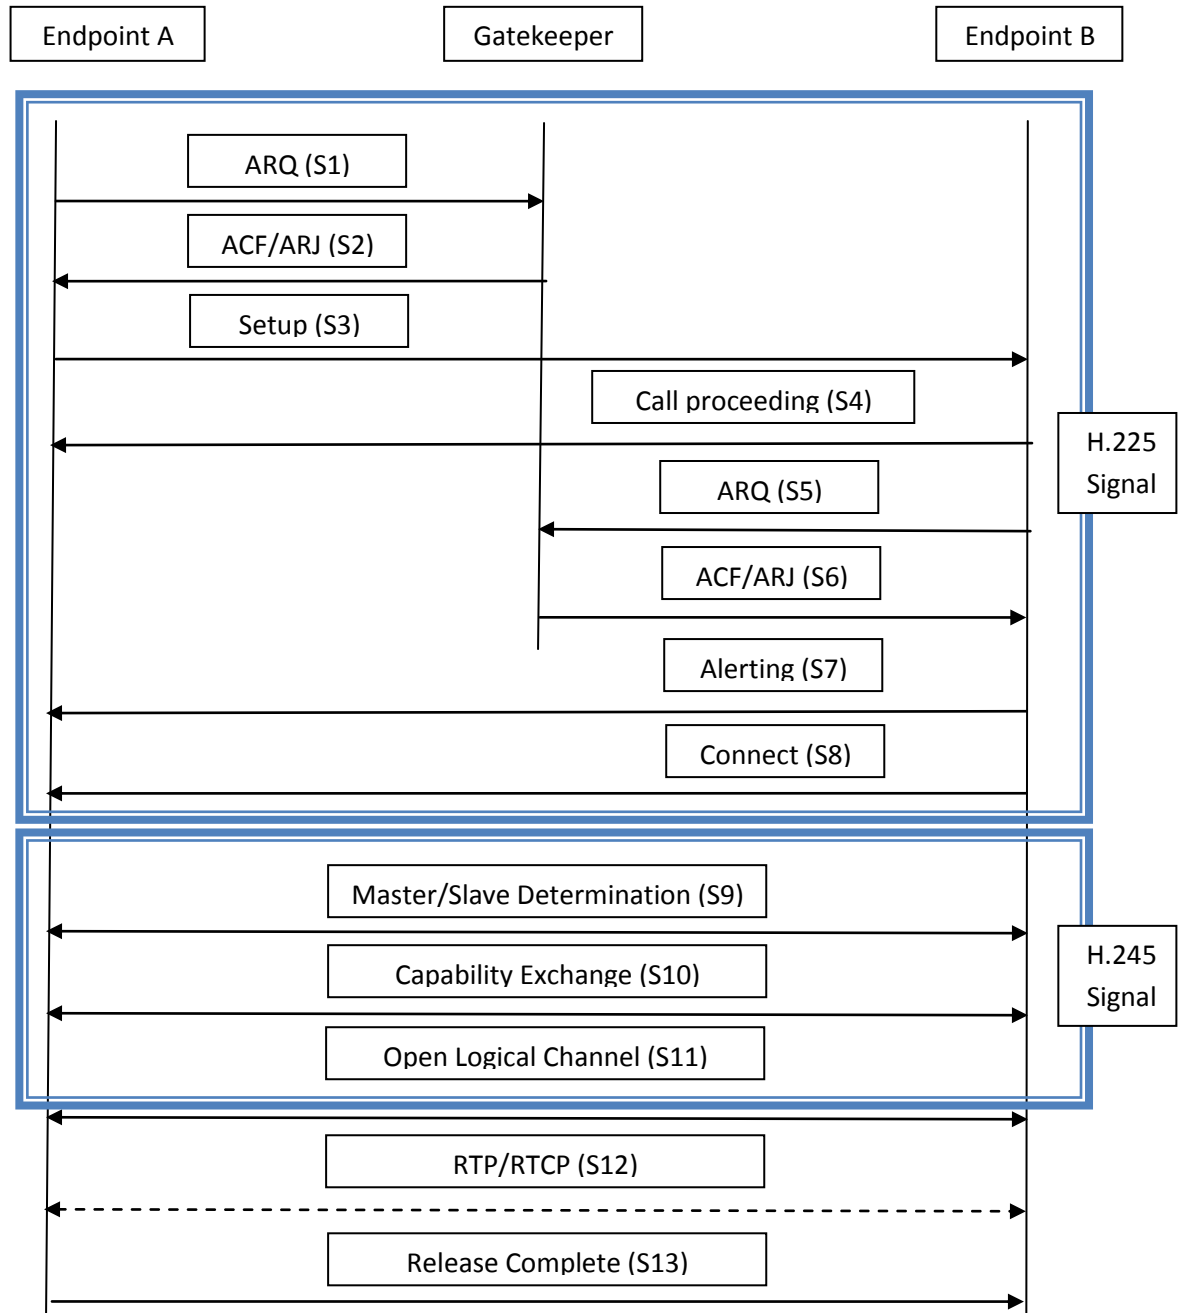 Endpoint A
Gatekeeper
Endpoint B
ARQ (S1)
ACF/ARJ (S2)
Setup (S3)
Call proceeding (S4)
H.225
Signal
ARQ (S5)
ACF/ARJ (S6)
Alerting (S7)
Connect (S8)
Master/Slave Determination (S9)
H.245
Signal
Capability Exchange (S10)
Open Logical Channel (S11)
RTP/RTCP (S12)
Release Complete (S13)